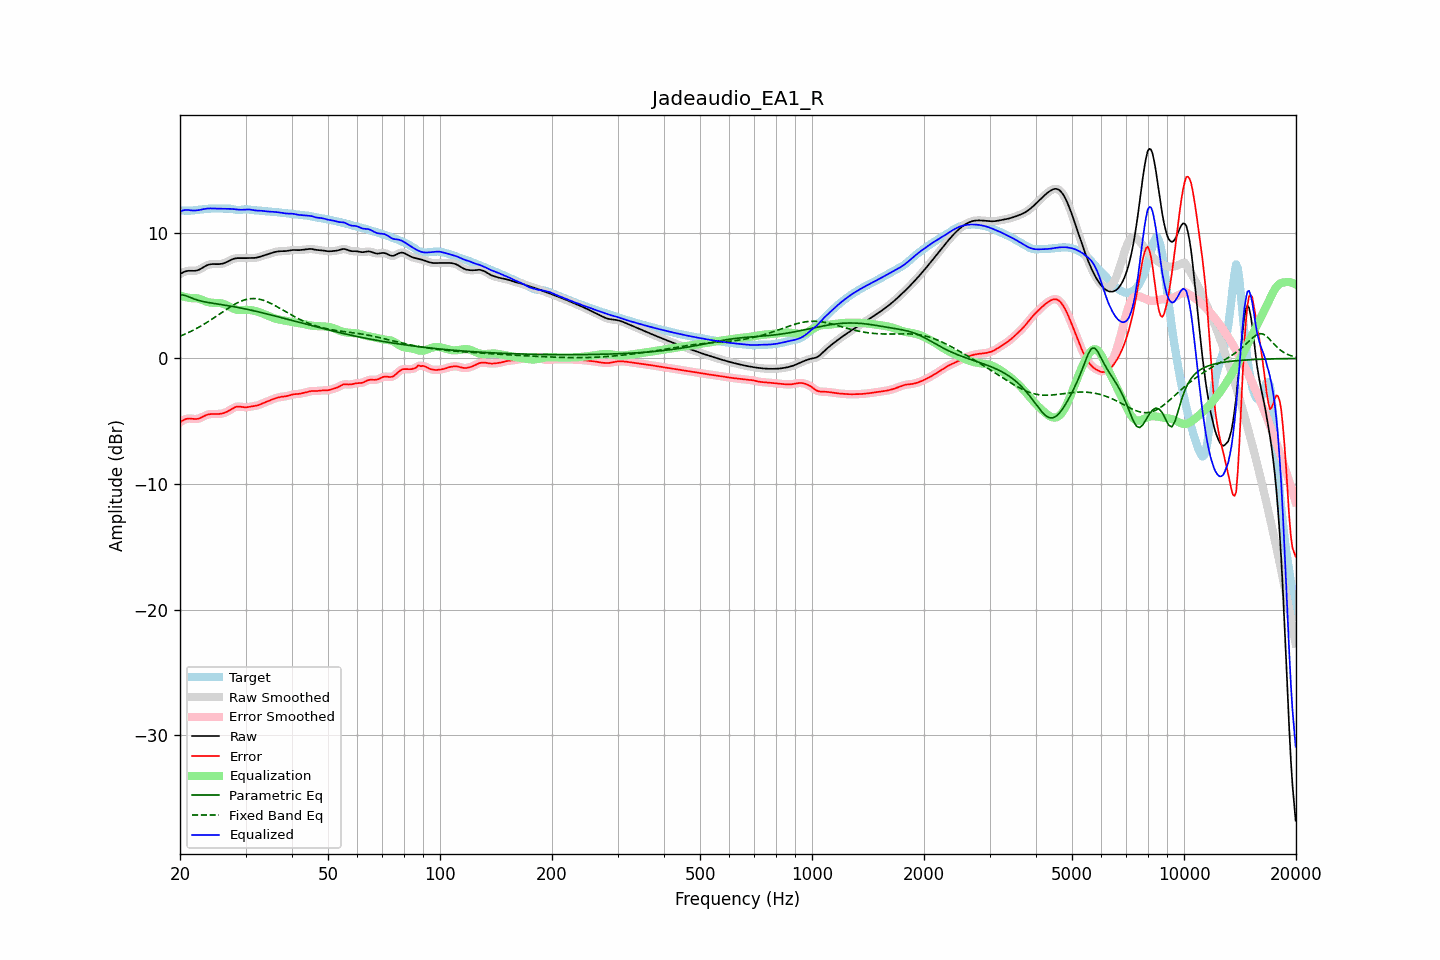 Jadeaudio_EA1_R
Amplitude (dBr)
10
0
−10
−20
−30
Target
Raw Smoothed
Error Smoothed
Raw
Error
Equalization
Parametric Eq
Fixed Band Eq
Equalized
20 50 100 200 500 1000 2000 5000 10000 20000
Frequency (Hz)